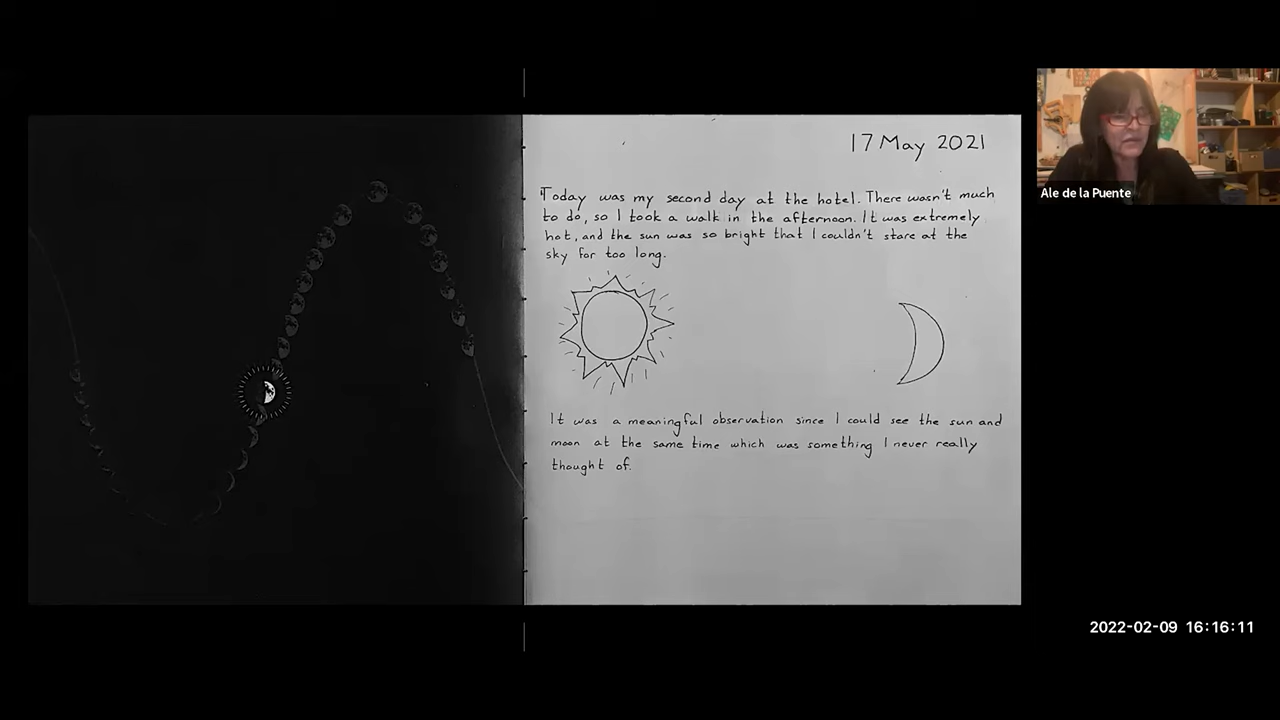 17 May 2021
Today was my second day at the hotel. There wasn't much
to do, so I took a walk in the afternoon. It was extremely
hot, and the sun was so bright that I couldn't stare at the
sky for too long.
It was a meaningful observation since I could see the sun and
moon at the same time which was something I never really
thought of.
Ale de la Puente
2022-02-09 16:16:11